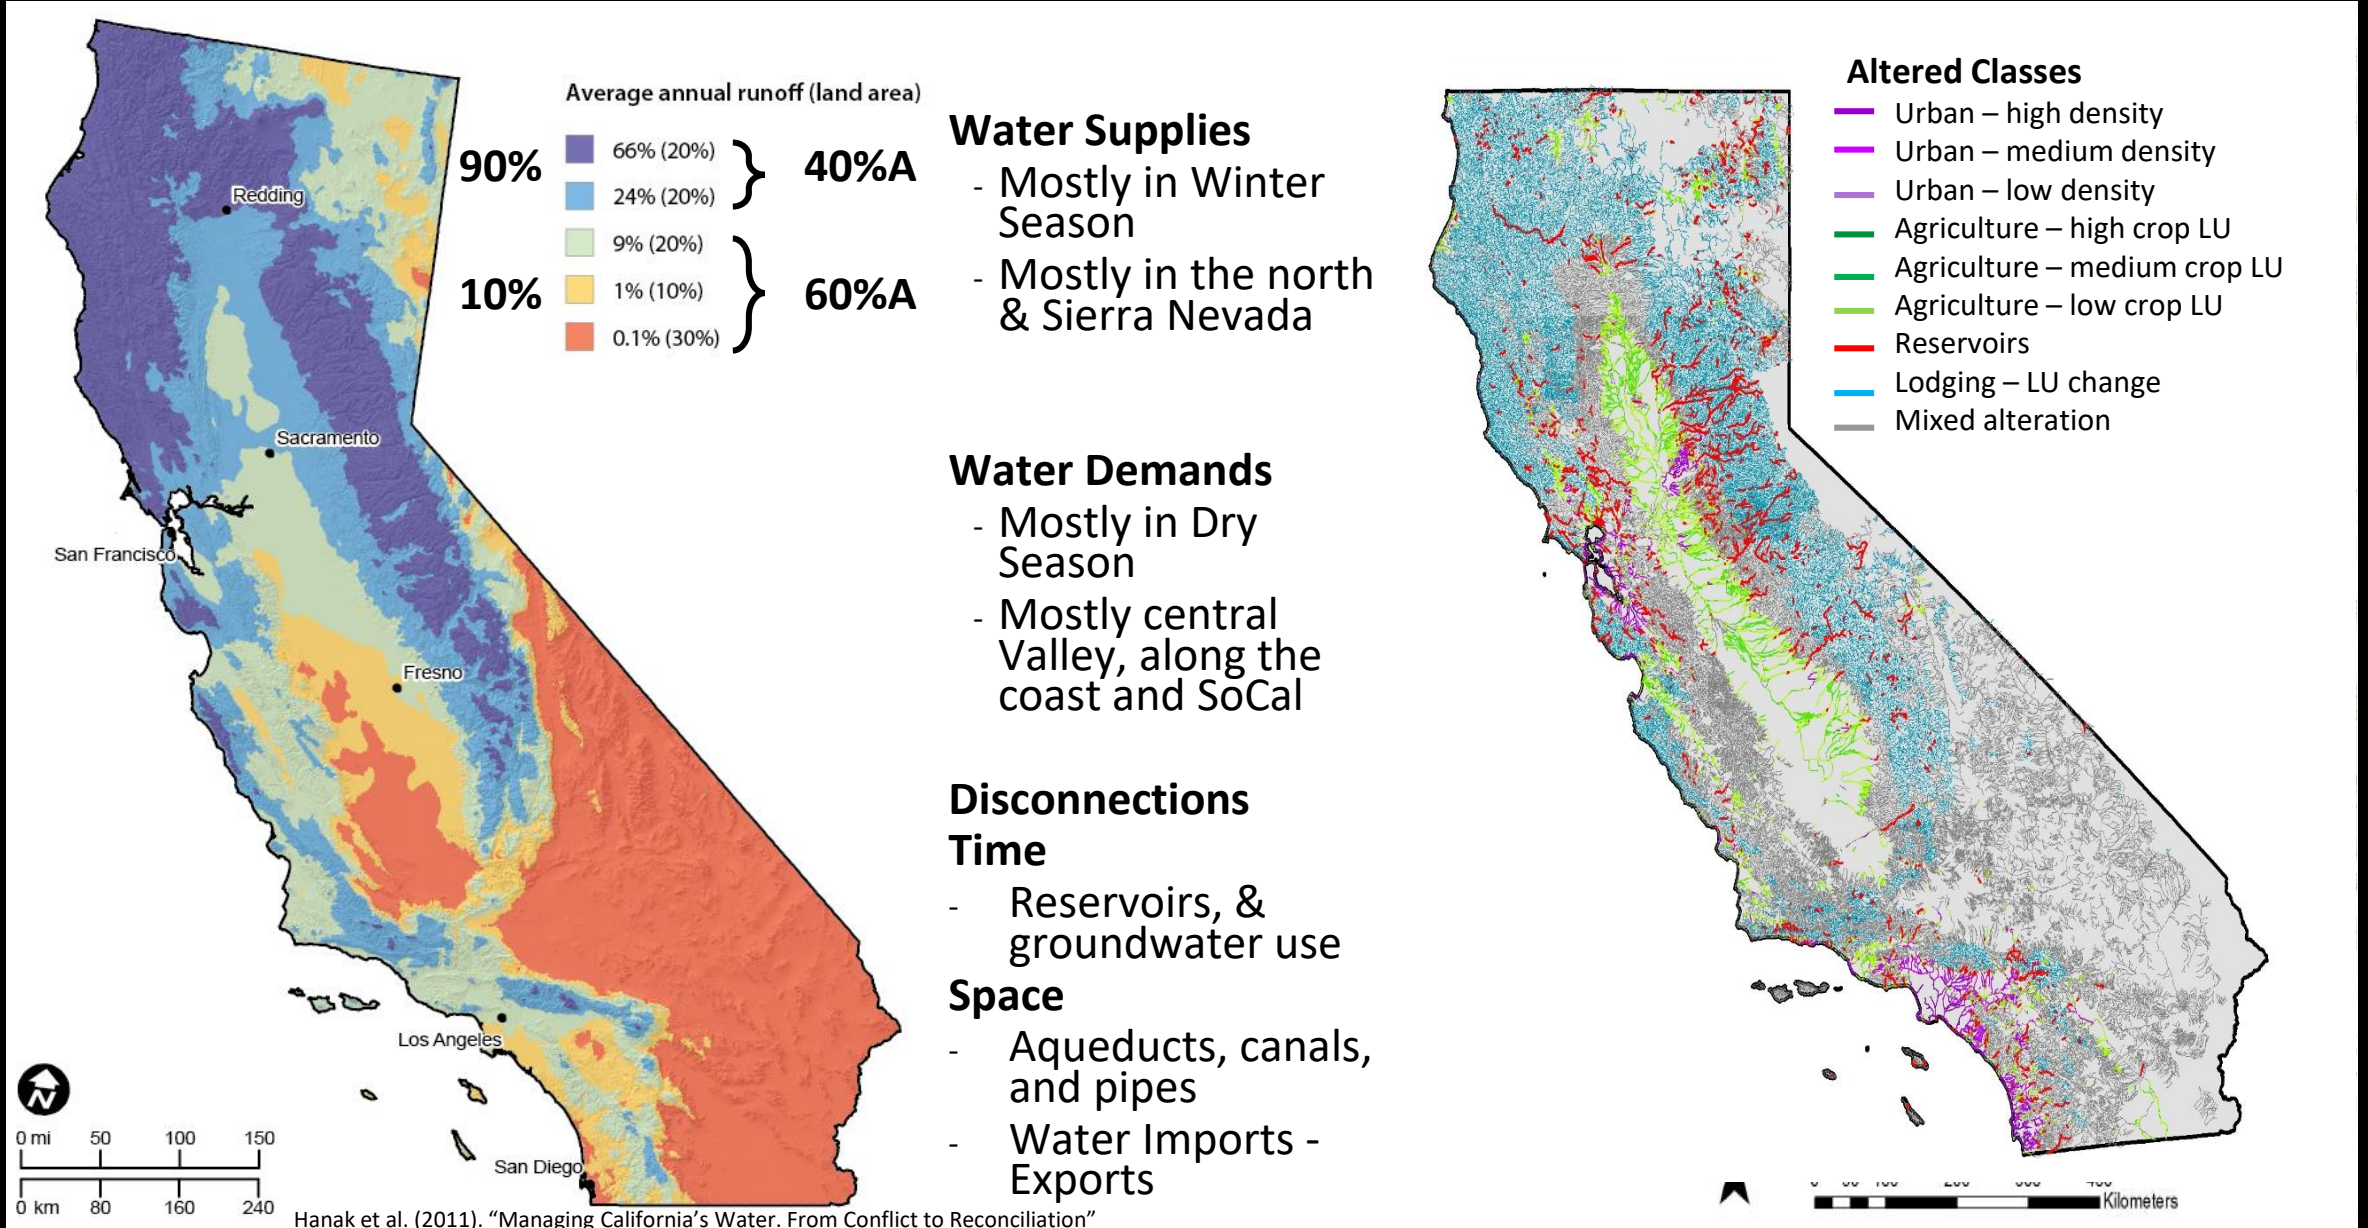 Average annual runoff (land area)
66% (20%)
24% (20%)
9% (20%)
1% (10%)
0.1% (30%)
90%
40%A
10%
60%A
Redding
Sacramento
San Francisco
Fresno
Los Angeles
San Diego
N
0 mi 50 100 150
0 km 80 160 240
Hanak et al. (2011). “Managing California’s Water. From Conflict to Reconciliation”
Water Supplies
- Mostly in Winter
Season
- Mostly in the north
& Sierra Nevada
Water Demands
- Mostly in Dry
Season
- Mostly central
Valley, along the
coast and SoCal
Disconnections
Time
- Reservoirs, &
groundwater use
Space
- Aqueducts, canals,
and pipes
- Water Imports -
Exports
Altered Classes
Urban – high density
Urban – medium density
Urban – low density
Agriculture – high crop LU
Agriculture – medium crop LU
Agriculture – low crop LU
Reservoirs
Lodging – LU change
Mixed alteration
Kilometers